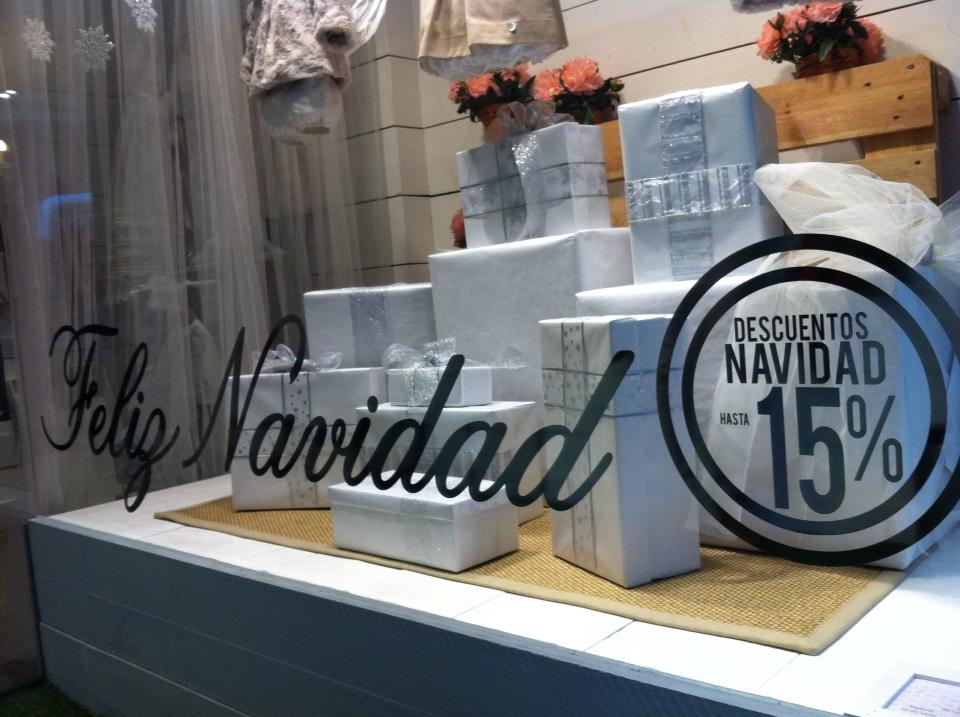 Feliz Navidad
DESCUENTOS
NAVIDAD
HASTA 15%